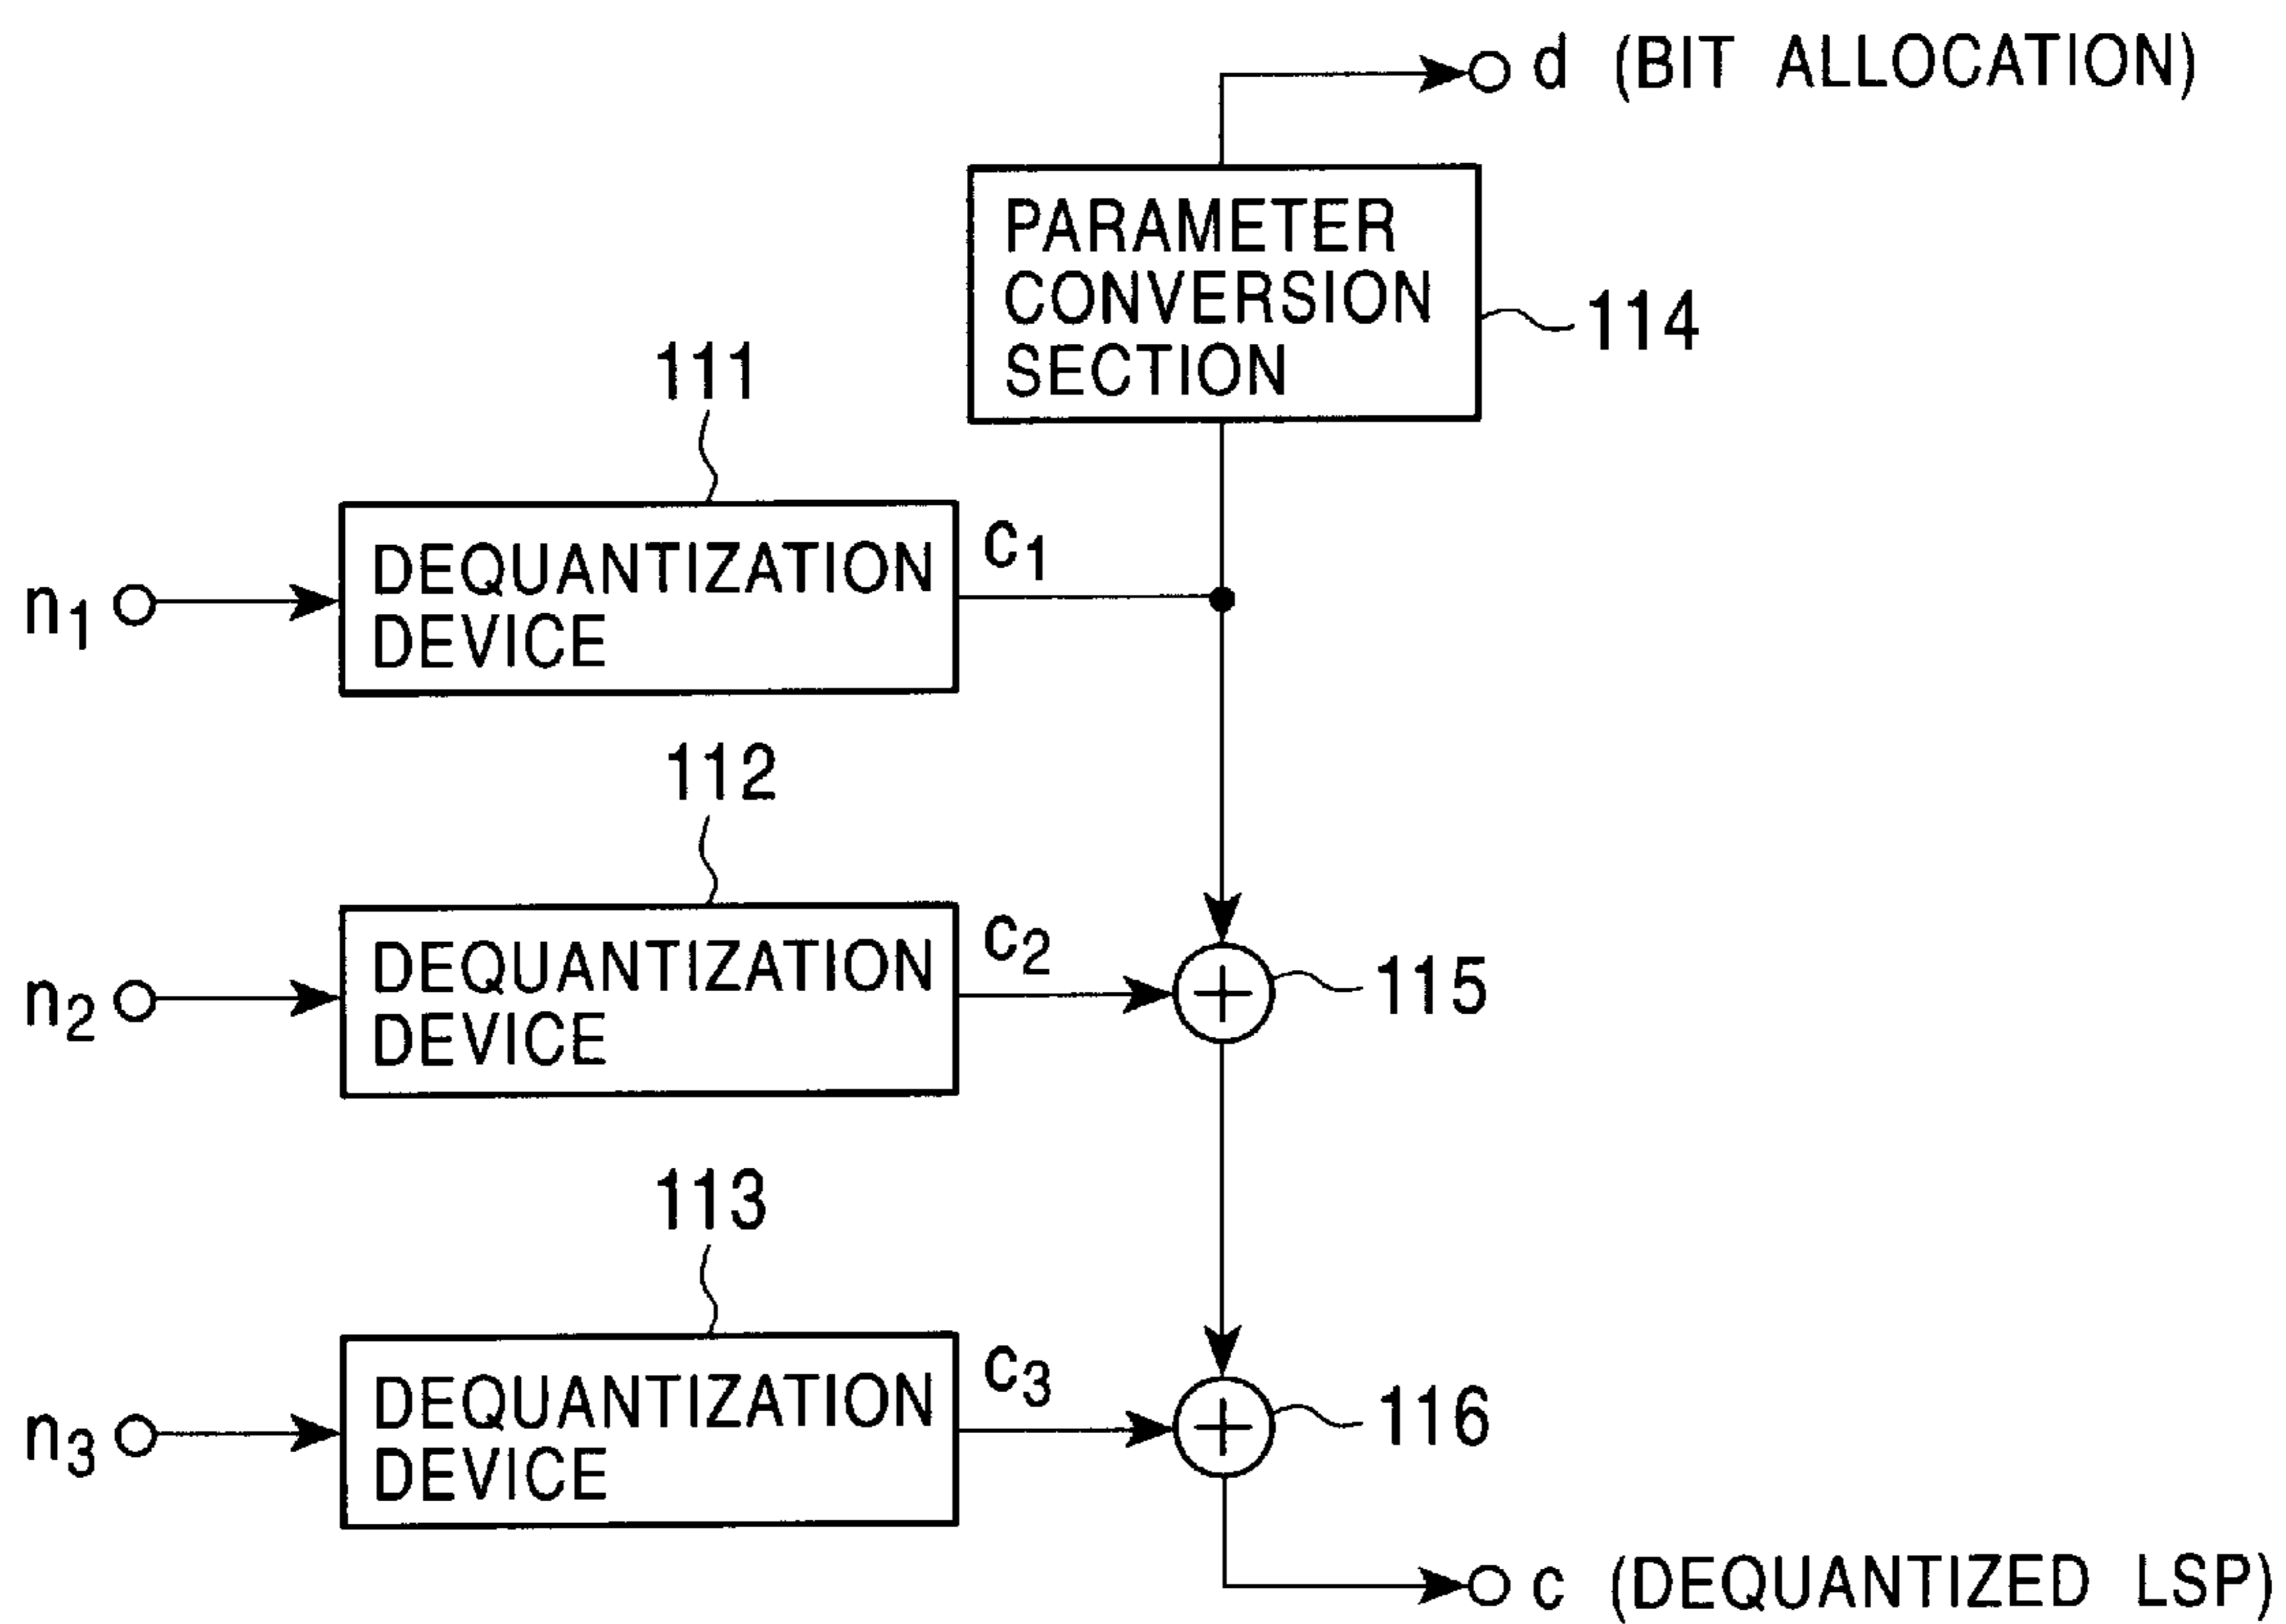 d (BIT ALLOCATION)
PARAMETER
CONVERSION
SECTION
114
111
n1
DEQUANTIZATION
DEVICE
c1
112
n2
DEQUANTIZATION
DEVICE
c2
115
113
n3
DEQUANTIZATION
DEVICE
c3
116
c (DEQUANTIZED LSP)